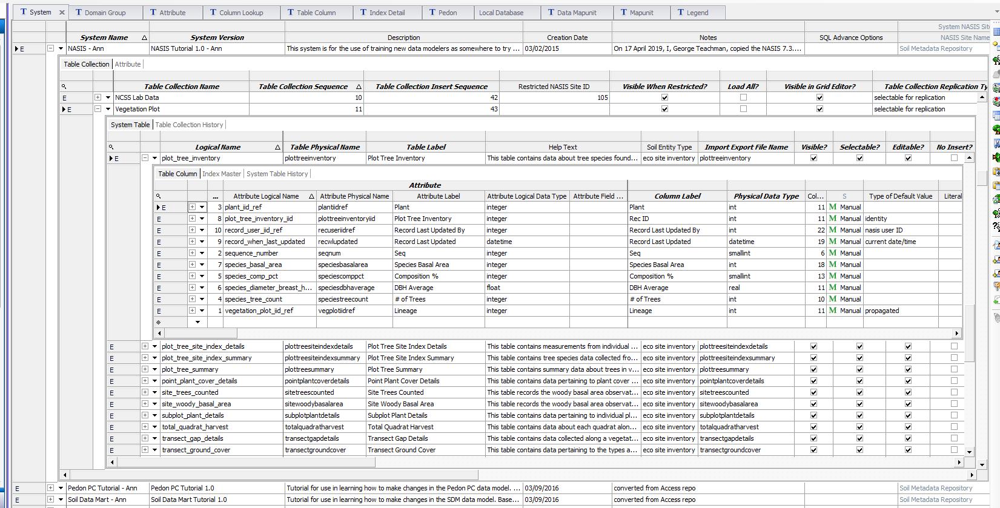 System Domain Group Attribute Column Lookup Table Column Index Detail Pedon Local Database Data Mapunit Mapunit Legend
System NASIS Sit
System Name System Version Description Creation Date Notes SQL Advance Options NASIS Site Name
E NASIS - Ann NASIS Tutorial 1.0 - Ann This system is for the use of training new data modelers as somewhere to try ... 03/02/2015 On 17 April 2019, I, George Teachman, copied the NASIS 7.3.... Soil Metadata Repository
Table Collection Attribute
Table Collection Name Table Collection Sequence Table Collection Insert Sequence Restricted NASIS Site ID Visible When Restricted? Load All? Visible in Grid Editor? Table Collection Replication Ty
E NCSS Lab Data 10 42 105 selectable for replication
E Vegetation Plot 11 43 selectable for replication
System Table Table Collection History
Logical Name Table Physical Name Table Label Help Text Soil Entity Type Import Export File Name Visible? Selectable? Editable? No Insert?
E plot_tree_inventory plottreeinventory Plot Tree Inventory This table contains data about tree species found... eco site inventory plottreeinventory
Table Column Index Master System Table History
Attribute
... Attribute Logical Name Attribute Physical Name Attribute Label Attribute Logical Data Type Attribute Field ... Column Label Physical Data Type Col... S Type of Default Value Literal
E 3 plant_iid_ref plantiidref Plant integer Plant int 11 M Manual
E 8 plot_tree_inventory_iid plottreeinventoryiid Plot Tree Inventory integer Rec ID int 11 M Manual identity
E 10 record_user_iid_ref recuseriidref Record Last Updated By integer Record Last Updated By int 22 M Manual nasis user ID
E 9 record_when_last_updated recwlupdated Record Last Updated datetime Record Last Updated datetime 19 M Manual current date/time
E 2 sequence_number seqnum Seq integer Seq smallint 6 M Manual
E 7 species_basal_area speciesbasalarea Species Basal Area integer Species Basal Area int 18 M Manual
E 5 species_comp_pct speciescomppct Composition % integer Composition % smallint 13 M Manual
E 6 species_diameter_breast_h... speciesdbhaverage DBH Average float DBH Average real 11 M Manual
E 4 species_tree_count speciestreecount # of Trees integer # of Trees int 10 M Manual
E 1 vegetation_plot_iid_ref vegplotiidref Lineage integer Lineage int 11 M Manual propagated
E plot_tree_site_index_details plottreesiteindexdetails Plot Tree Site Index Details This table contains measurements from individual ... eco site inventory plottreesiteindexdetails
E plot_tree_site_index_summary plottreesiteindexsummary Plot Tree Site Index Summary This table contains tree species data collected fro... eco site inventory plottreesiteindexsummary
E plot_tree_summary plottreesummary Plot Tree Summary This table contains summary data about trees in v... eco site inventory plottreesummary
E point_plant_cover_details pointplantcoverdetails Point Plant Cover Details This table contains data pertaining to plant cover ... eco site inventory pointplantcoverdetails
E site_trees_counted sitetreescounted Site Trees Counted This table records the woody basal area observat... eco site inventory sitetreescounted
E site_woody_basal_area sitewoodybasalarea Site Woody Basal Area This table records the woody basal area observat... eco site inventory sitewoodybasalarea
E subplot_plant_details subplotplantdetails Subplot Plant Details This table contains data pertaining to individual pl... eco site inventory subplotplantdetails
E total_quadrat_harvest totalquadratharvest Total Quadrat Harvest This table contains data about each quadrat alon... eco site inventory totalquadratharvest
E transect_gap_details transectgapdetails Transect Gap Details This table contains data collected along a vegetat... eco site inventory transectgapdetails
E transect_ground_cover transectgroundcover Transect Ground Cover This table contains data pertaining to the types a... eco site inventory transectgroundcover
E Pedon PC Tutorial - Ann Pedon PC Tutorial 1.0 Tutorial for use in learning how to make changes in the Pedon PC data model. ... 03/09/2016 converted from Access repo Soil Metadata Repository
E Soil Data Mart - Ann Soil Data Mart Tutorial 1.0 Tutorial for use in learning how to make changes in the SDM data model. Base... 03/09/2016 converted from Access repo Soil Metadata Repository